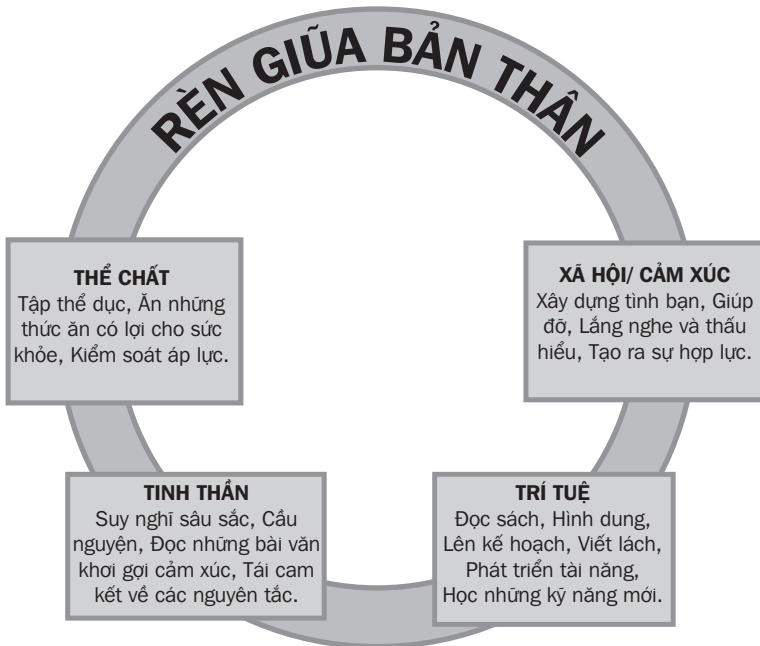 RÈN GIŨA BẢN THÂN
THỂ CHẤT
Tập thể dục, Ăn những
thức ăn có lợi cho sức
khỏe, Kiểm soát áp lực.
XÃ HỘI/ CẢM XÚC
Xây dựng tình bạn, Giúp
đỡ, Lắng nghe và thấu
hiểu, Tạo ra sự hợp lực.
TINH THẦN
Suy nghĩ sâu sắc, Cầu
nguyện, Đọc những bài văn
khơi gợi cảm xúc, Tái cam
kết về các nguyên tắc.
TRÍ TUỆ
Đọc sách, Hình dung,
Lên kế hoạch, Viết lách,
Phát triển tài năng,
Học những kỹ năng mới.